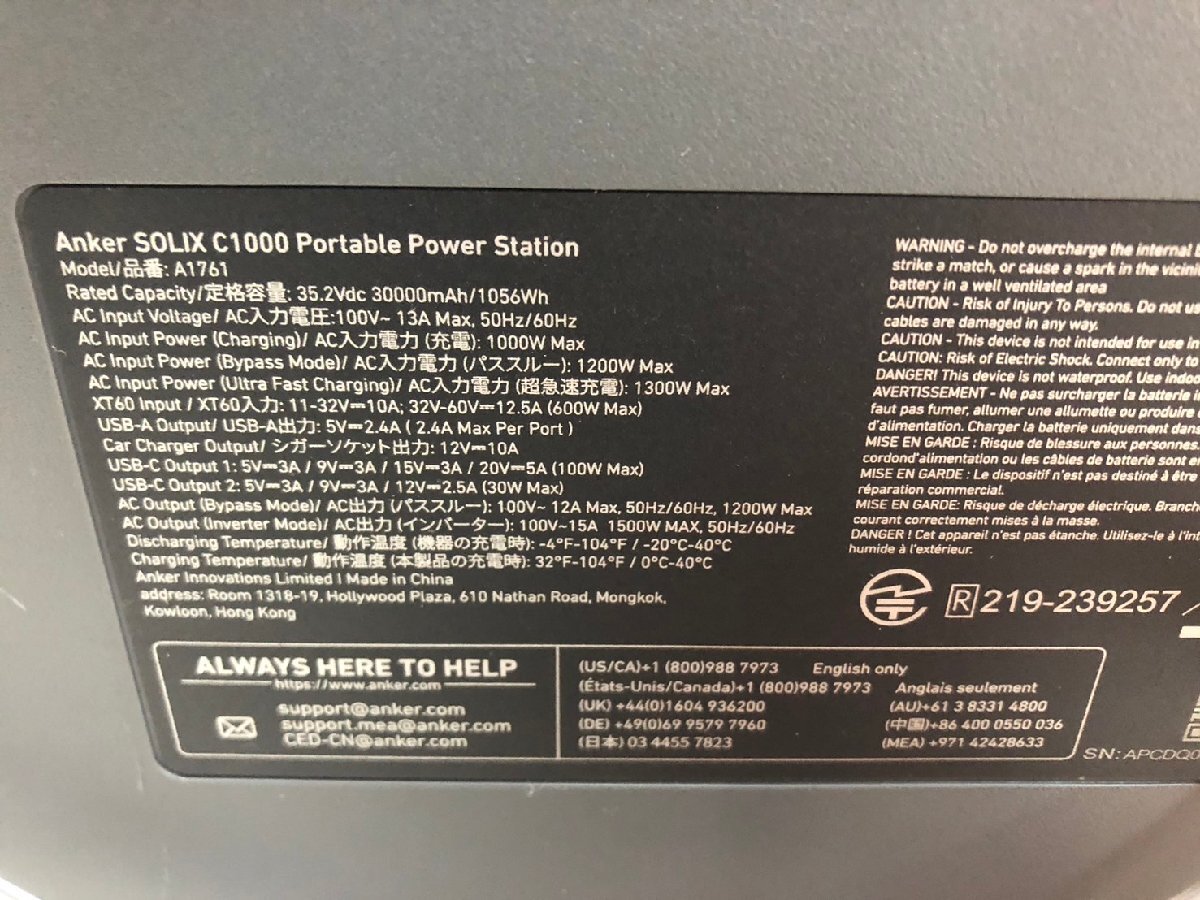 Anker SOLIX C1000 Portable Power Station
Model/品番: A1761
Rated Capacity/定格容量: 35.2Vdc 30000mAh/1056Wh
AC Input Voltage/ AC入力電圧:100V~ 13A Max, 50Hz/60Hz
AC Input Power (Charging)/ AC入力電力 (充電): 1000W Max
AC Input Power (Bypass Mode)/ AC入力電力 (パススルー): 1200W Max
AC Input Power (Ultra Fast Charging)/ AC入力電力 (超急速充電): 1300W Max
XT60 Input / XT60入力: 11-32V⎓10A; 32V-60V⎓12.5A (600W Max)
USB-A Output/ USB-A出力: 5V⎓2.4A ( 2.4A Max Per Port )
Car Charger Output/ シガーソケット出力: 12V⎓10A
USB-C Output 1: 5V⎓3A / 9V⎓3A / 15V⎓3A / 20V⎓5A (100W Max)
USB-C Output 2: 5V⎓3A / 9V⎓3A / 12V⎓2.5A (30W Max)
AC Output (Bypass Mode)/ AC出力 (パススルー): 100V~ 12A Max, 50Hz/60Hz, 1200W Max
AC Output (Inverter Mode)/ AC出力 (インバーター): 100V~15A 1500W MAX, 50Hz/60Hz
Discharging Temperature/ 動作温度 (機器の充電時): -4°F-104°F / -20°C-40°C
Charging Temperature/ 動作温度 (本製品の充電時): 32°F-104°F / 0°C-40°C
Anker Innovations Limited | Made in China
address: Room 1318-19, Hollywood Plaza, 610 Nathan Road, Mongkok,
Kowloon, Hong Kong
WARNING - Do not overcharge the internal
strike a match, or cause a spark in the
battery in a well ventilated area
CAUTION - Risk of Injury To Persons. Do not
cables are damaged in any way.
CAUTION - This device is not intended for use in
CAUTION: Risk of Electric Shock. Connect only to
DANGER! This device is not waterproof. Use
AVERTISSEMENT - Ne pas surcharger la batterie
faut pas fumer, allumer une allumette ou produire
d'alimentation. Charger la batterie uniquement
MISE EN GARDE : Risque de blessure aux personnes.
cordond'alimentation ou les câbles de batterie sont
MISE EN GARDE : Le dispositif n'est pas destiné à être
réparation commercial.
MISE EN GARDE: Risque de décharge électrique.
courant correctement mises à la masse.
DANGER ! Cet appareil n'est pas étanche. Utilisez-le à
humide à l'extérieur.
R 219-239257
ALWAYS HERE TO HELP
https://www.anker.com
support@anker.com
support.mea@anker.com
CED-CN@anker.com
(US/CA)+1 (800)988 7973 English only
(États-Unis/Canada)+1 (800)988 7973 Anglais seulement
(UK) +44(0)1604 936200 (AU)+61 3 8331 4800
(DE) +49(0)69 9579 7960 (中国)+86 400 0550 036
(日本) 03 4455 7823 (MEA) +971 42428633
SN: